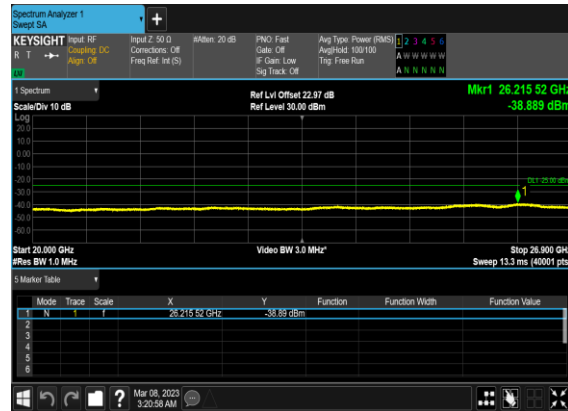 Spectrum Analyzer 1
Swept SA
+
KEYSIGHT Input: RF Input Z: 50 Ω #Atten: 20 dB PNO: Fast Avg Type: Power (RMS) 1 2 3 4 5 6
R T Coupling: DC Corrections: Off Gate: Off Avg|Hold: 100/100 A W W W W W
Align: Off Freq Ref: Int (S) IF Gain: Low Trig: Free Run
LW Sig Track: Off A N N N N N
1 Spectrum Ref Lvl Offset 22.97 dB Mkr1 26.215 52 GHz
Scale/Div 10 dB Ref Level 30.00 dBm -38.889 dBm
Log
20.0
10.0
0.00
-10.0
-20.0
DL1 -25.00 dBm
-30.0
1
-40.0
-50.0
-60.0
Start 20.000 GHz Video BW 3.0 MHz* Stop 26.900 GHz
#Res BW 1.0 MHz Sweep 13.3 ms (40001 pts)
5 Marker Table
Mode Trace Scale X Y Function Function Width Function Value
1 N 1 f 26.215 52 GHz -38.89 dBm
2
3
4
5
6
? Mar 08, 2023
3:20:58 AM